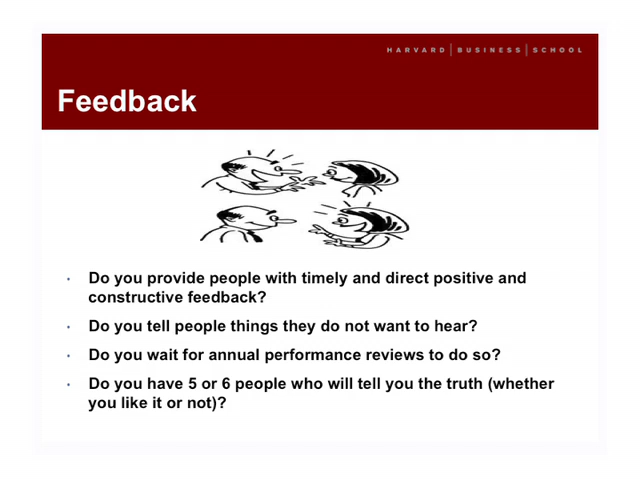 HARVARD | BUSINESS | SCHOOL
Feedback
• Do you provide people with timely and direct positive and
constructive feedback?
• Do you tell people things they do not want to hear?
• Do you wait for annual performance reviews to do so?
• Do you have 5 or 6 people who will tell you the truth (whether
you like it or not)?